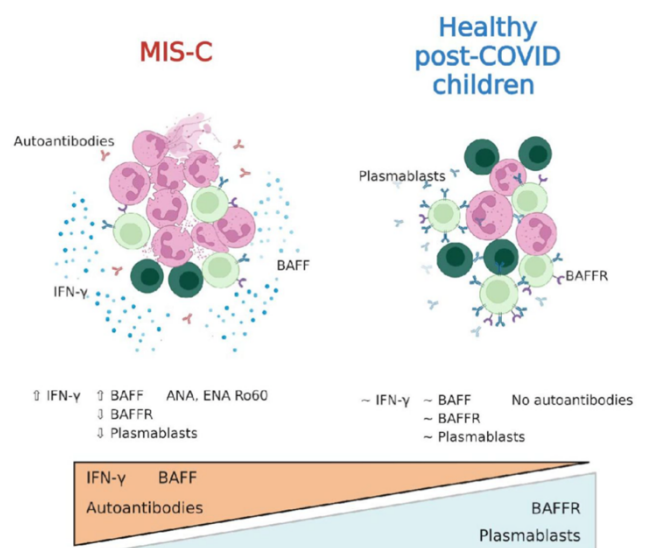 MIS-C
Healthy
post-COVID
children
Autoantibodies
IFN-γ
BAFF
Plasmablasts
BAFFR
⇧ IFN-γ ⇧ BAFF ANA, ENA Ro60
⇩ BAFFR
⇩ Plasmablasts
~ IFN-γ ~ BAFF No autoantibodies
~ BAFFR
~ Plasmablasts
IFN-γ BAFF
Autoantibodies
BAFFR
Plasmablasts